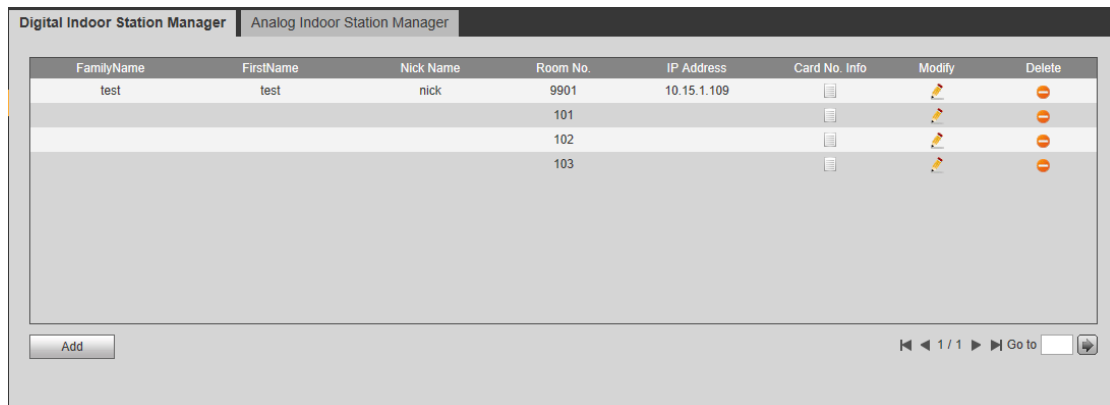 Digital Indoor Station Manager Analog Indoor Station Manager
FamilyName FirstName Nick Name Room No. IP Address Card No. Info Modify Delete
test test nick 9901 10.15.1.109
101
102
103
Add 1 / 1 Go to